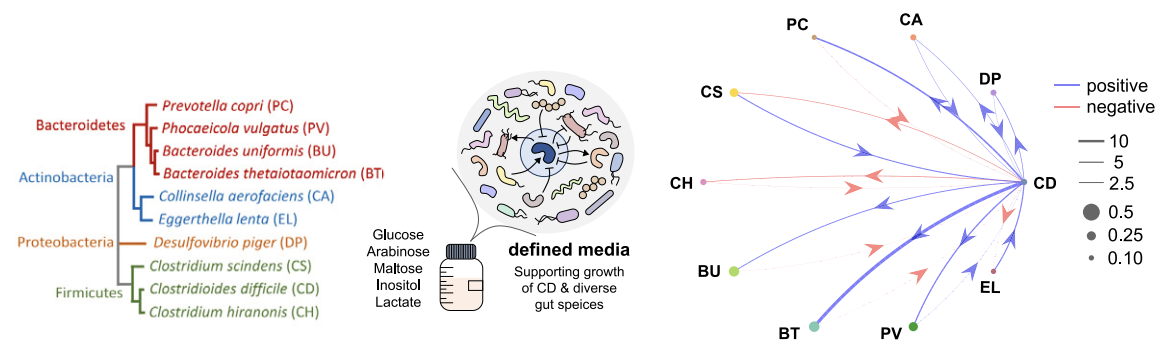 Bacteroidetes
Actinobacteria
Proteobacteria
Firmicutes
Prevotella copri (PC)
Phocaeicola vulgatus (PV)
Bacteroides uniformis (BU)
Bacteroides thetaiotaomicron (BT)
Collinsella aerofaciens (CA)
Eggerthella lenta (EL)
Desulfovibrio piger (DP)
Clostridium scindens (CS)
Clostridioides difficile (CD)
Clostridium hiranonis (CH)
Glucose
Arabinose
Maltose
Inositol
Lactate
defined media
Supporting growth
of CD & diverse
gut speices
PC
CA
DP
CS
CH
CD
BU
BT
PV
EL
positive
negative
10
5
2.5
0.5
0.25
0.10